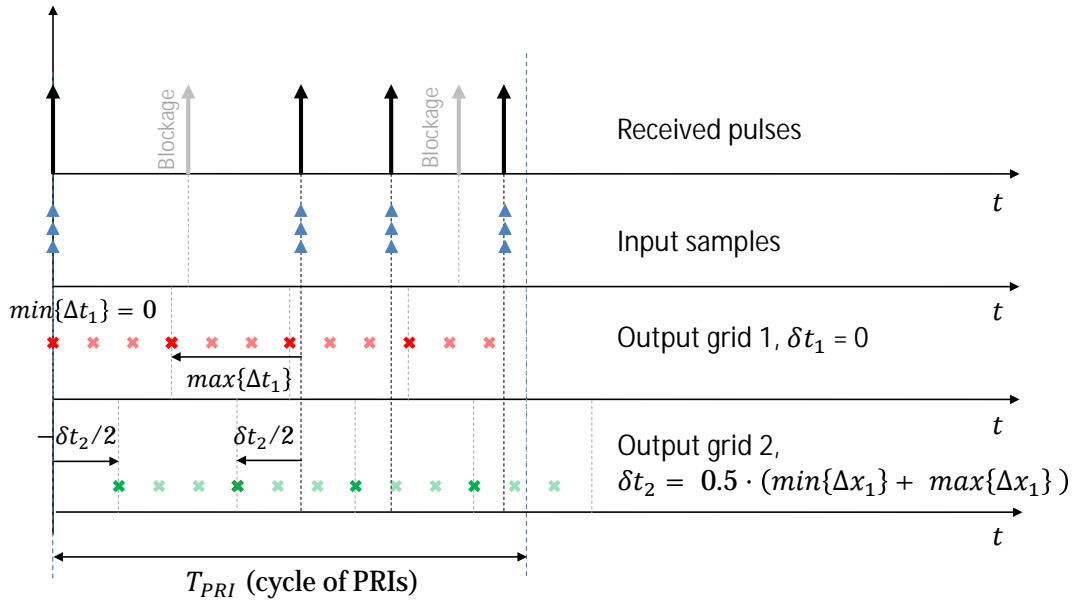 Blockage
Blockage
Received pulses
t
Input samples
t
min{Δt₁} = 0
Output grid 1, δt₁ = 0
max{Δt₁}
t
−δt₂/2
δt₂/2
Output grid 2,
δt₂ = 0.5 · (min{Δx₁} + max{Δx₁} )
t
T_PRI (cycle of PRIs)